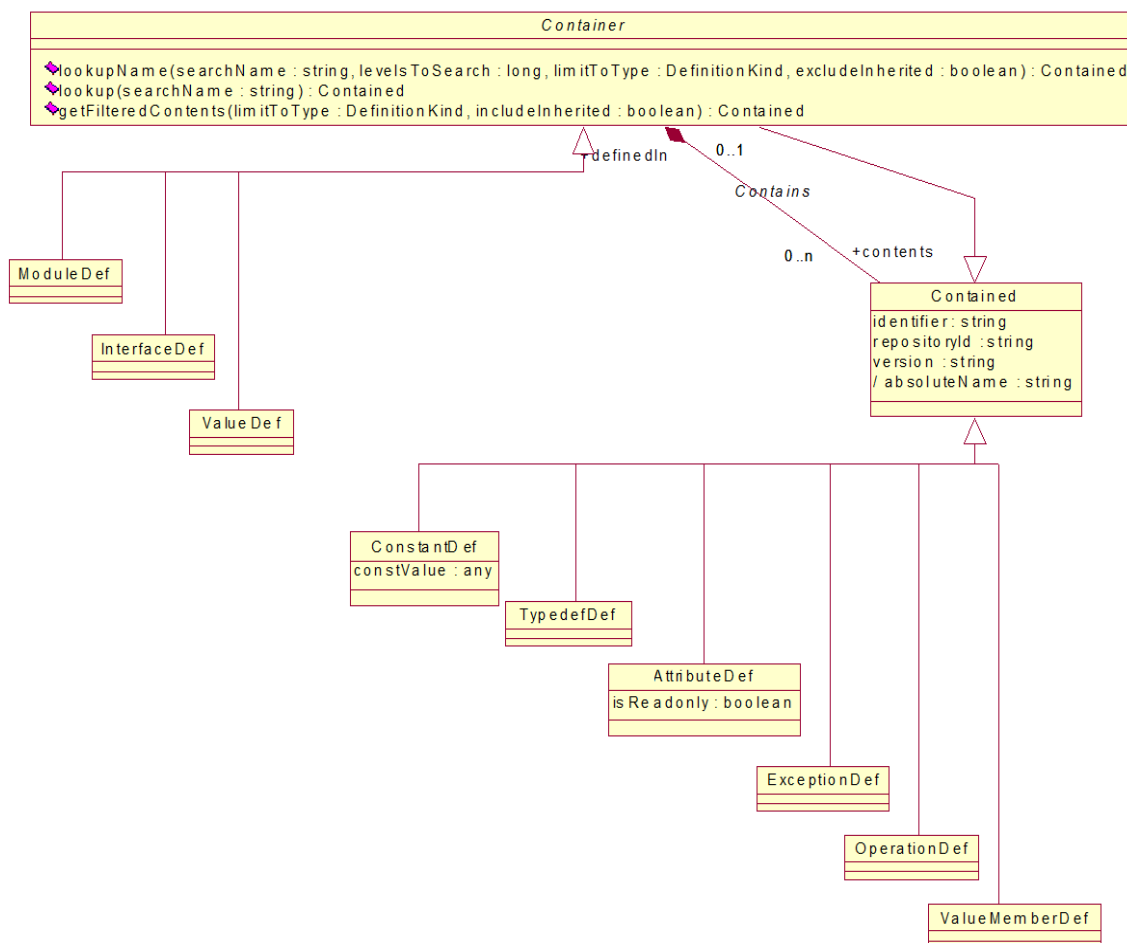 Container
lookupName(searchName : string, levelsToSearch : long, limitToType : DefinitionKind, excludeInherited : boolean) : Contained
lookup(searchName : string) : Contained
getFilteredContents(limitToType : DefinitionKind, includeInherited : boolean) : Contained
+definedIn
0..1
Contains
0..n
+contents
ModuleDef
Contained
identifier : string
repositoryId : string
version : string
/ absoluteName : string
InterfaceDef
ValueDef
ConstantDef
constValue : any
TypedefDef
AttributeDef
isReadonly : boolean
ExceptionDef
OperationDef
ValueMemberDef